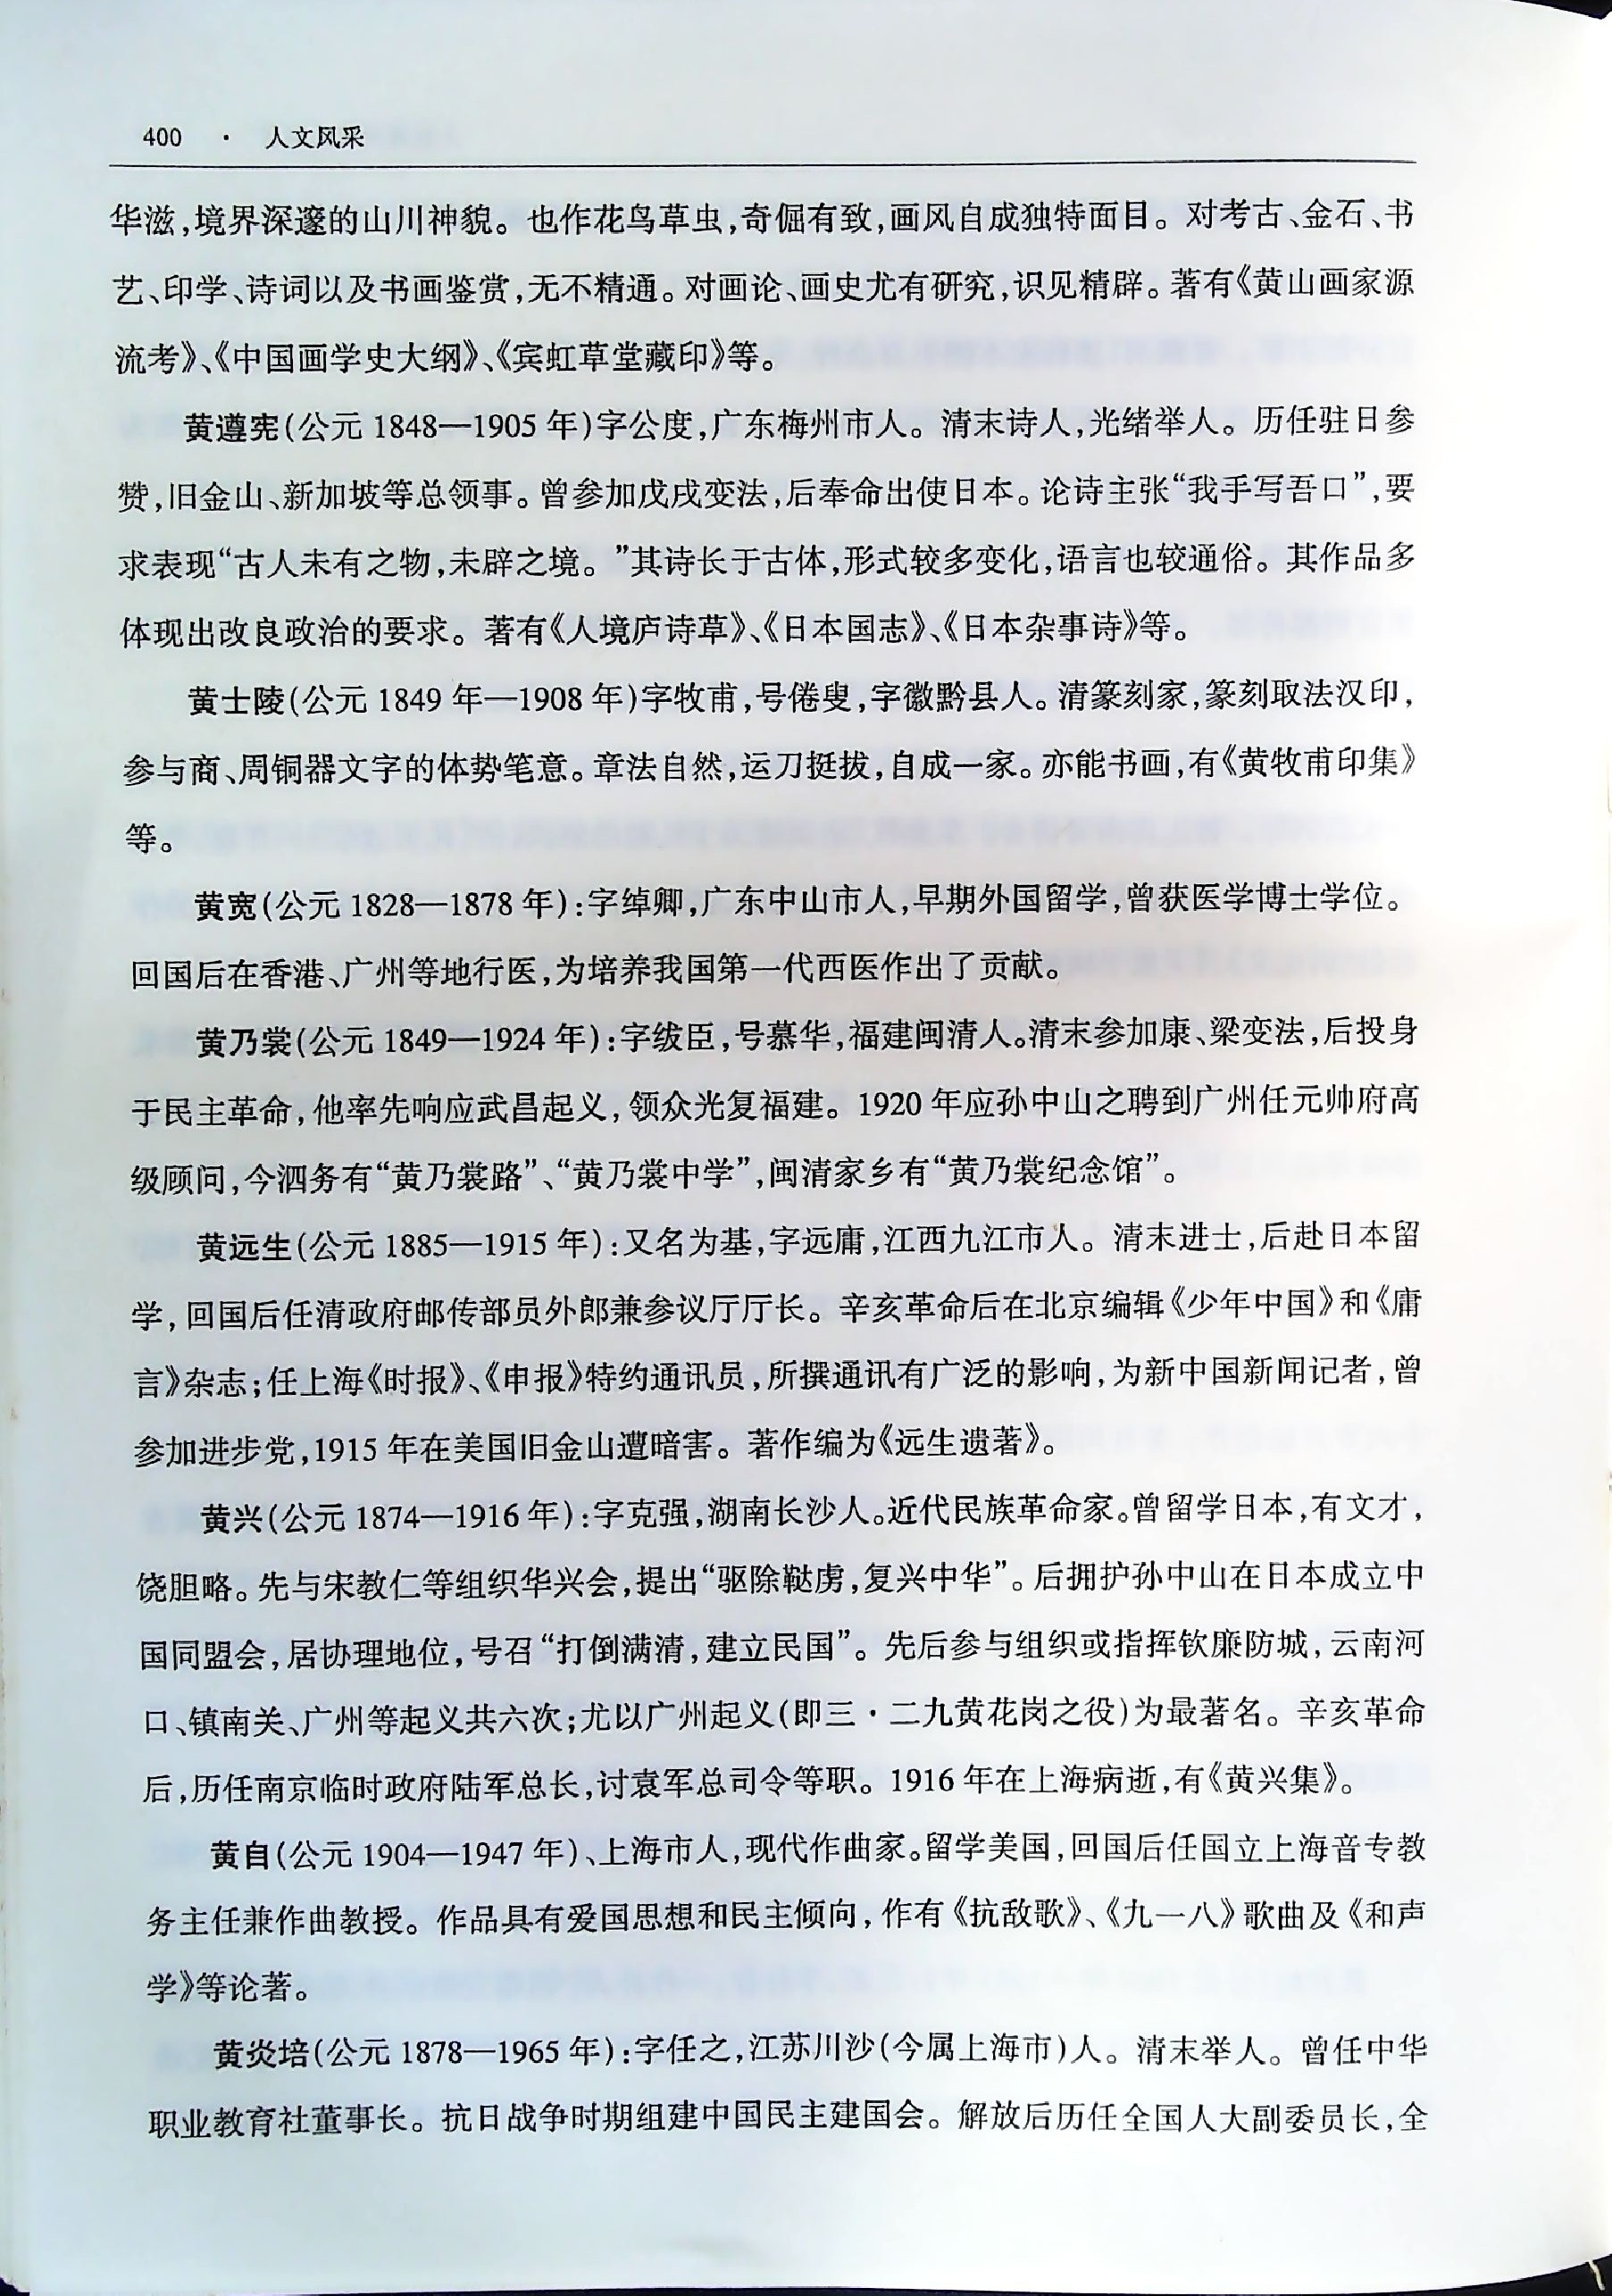 400 · 人文风采
华滋,境界深邃的山川神貌。也作花鸟草虫,奇倔有致,画风自成独特面目。对考古、金石、书
艺、印学、诗词以及书画鉴赏,无不精通。对画论、画史尤有研究,识见精辟。著有《黄山画家源
流考》、《中国画学史大纲》、《宾虹草堂藏印》等。
黄遵宪(公元 1848—1905 年)字公度,广东梅州市人。清末诗人,光绪举人。历任驻日参
赞,旧金山、新加坡等总领事。曾参加戊戌变法,后奉命出使日本。论诗主张“我手写吾口”,要
求表现“古人未有之物,未辟之境。”其诗长于古体,形式较多变化,语言也较通俗。其作品多
体现出改良政治的要求。著有《人境庐诗草》、《日本国志》、《日本杂事诗》等。
黄士陵(公元 1849 年—1908 年)字牧甫,号倦叟,字徽黔县人。清篆刻家,篆刻取法汉印,
参与商、周铜器文字的体势笔意。章法自然,运刀挺拔,自成一家。亦能书画,有《黄牧甫印集》
等。
黄宽(公元 1828—1878 年):字绰卿,广东中山市人,早期外国留学,曾获医学博士学位。
回国后在香港、广州等地行医,为培养我国第一代西医作出了贡献。
黄乃裳(公元 1849—1924 年):字绂臣,号慕华,福建闽清人。清末参加康、梁变法,后投身
于民主革命,他率先响应武昌起义,领众光复福建。1920 年应孙中山之聘到广州任元帅府高
级顾问,今泗务有“黄乃裳路”、“黄乃裳中学”,闽清家乡有“黄乃裳纪念馆”。
黄远生(公元 1885—1915 年):又名为基,字远庸,江西九江市人。清末进士,后赴日本留
学,回国后任清政府邮传部员外郎兼参议厅厅长。辛亥革命后在北京编辑《少年中国》和《庸
言》杂志;任上海《时报》、《申报》特约通讯员,所撰通讯有广泛的影响,为新中国新闻记者,曾
参加进步党,1915 年在美国旧金山遭暗害。著作编为《远生遗著》。
黄兴(公元 1874—1916 年):字克强,湖南长沙人。近代民族革命家。曾留学日本,有文才,
饶胆略。先与宋教仁等组织华兴会,提出“驱除鞑虏,复兴中华”。后拥护孙中山在日本成立中
国同盟会,居协理地位,号召“打倒满清,建立民国”。先后参与组织或指挥钦廉防城,云南河
口、镇南关、广州等起义共六次;尤以广州起义(即三·二九黄花岗之役)为最著名。辛亥革命
后,历任南京临时政府陆军总长,讨袁军总司令等职。1916 年在上海病逝,有《黄兴集》。
黄自(公元 1904—1947 年)、上海市人,现代作曲家。留学美国,回国后任国立上海音专教
务主任兼作曲教授。作品具有爱国思想和民主倾向,作有《抗敌歌》、《九一八》歌曲及《和声
学》等论著。
黄炎培(公元 1878—1965 年):字任之,江苏川沙(今属上海市)人。清末举人。曾任中华
职业教育社董事长。抗日战争时期组建中国民主建国会。解放后历任全国人大副委员长,全